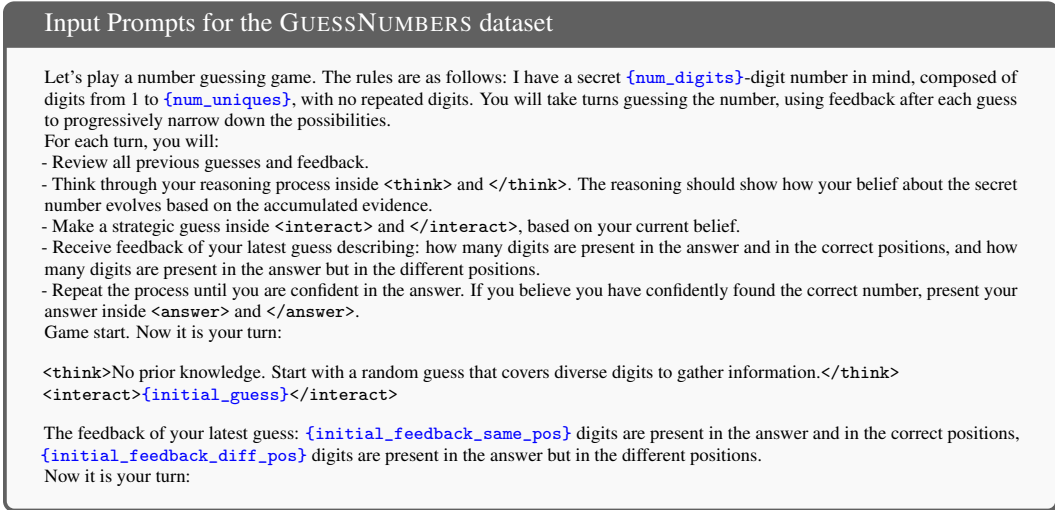 Input Prompts for the GUESSNUMBERS dataset
Let's play a number guessing game. The rules are as follows: I have a secret {num_digits}-digit number in mind, composed of
digits from 1 to {num_uniques}, with no repeated digits. You will take turns guessing the number, using feedback after each guess
to progressively narrow down the possibilities.
For each turn, you will:
- Review all previous guesses and feedback.
- Think through your reasoning process inside <think> and </think>. The reasoning should show how your belief about the secret
number evolves based on the accumulated evidence.
- Make a strategic guess inside <interact> and </interact>, based on your current belief.
- Receive feedback of your latest guess describing: how many digits are present in the answer and in the correct positions, and how
many digits are present in the answer but in the different positions.
- Repeat the process until you are confident in the answer. If you believe you have confidently found the correct number, present your
answer inside <answer> and </answer>.
Game start. Now it is your turn:
<think>No prior knowledge. Start with a random guess that covers diverse digits to gather information.</think>
<interact>{initial_guess}</interact>
The feedback of your latest guess: {initial_feedback_same_pos} digits are present in the answer and in the correct positions,
{initial_feedback_diff_pos} digits are present in the answer but in the different positions.
Now it is your turn: